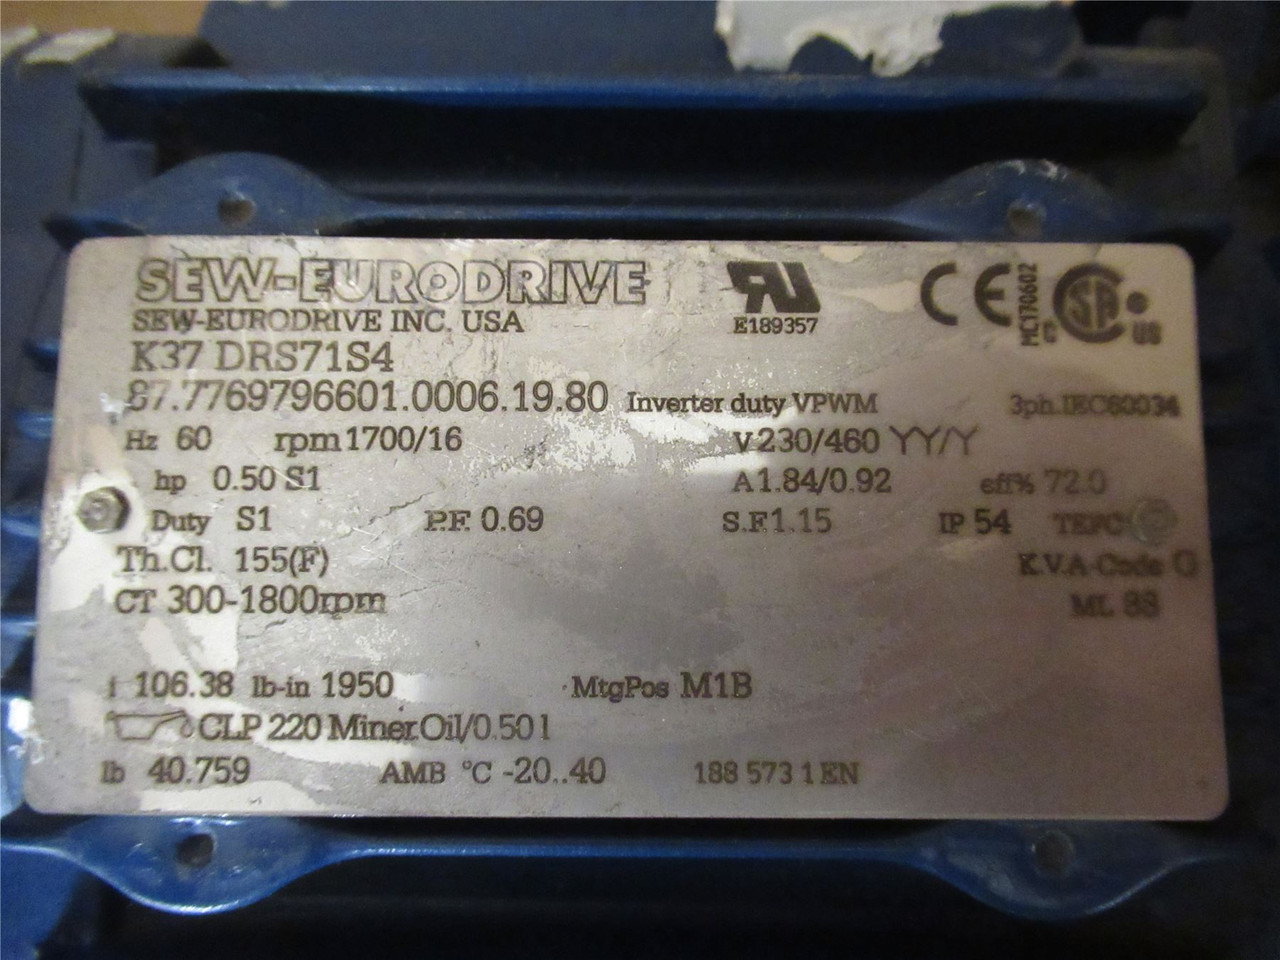 SEW-EURODRIVE
SEW-EURODRIVE INC. USA
E189357
CE
MC170602
SA US
K37 DRS71S4
87.7769796601.0006.19.80 Inverter duty VPWM 3ph.IEC60034
Hz 60 rpm 1700/16 V 230/460 YY/Y
hp 0.50 S1 A 1.84/0.92 eff% 72.0
Duty S1 P.F. 0.69 S.F. 1.15 IP 54 TEFC
Th.Cl. 155(F) K.V.A-Code
CT 300-1800rpm ML
i 106.38 lb-in 1950 MtgPos M1B
CLP 220 Miner.Oil/0.50 l
lb 40.759 AMB °C -20..40 188 573 1 EN